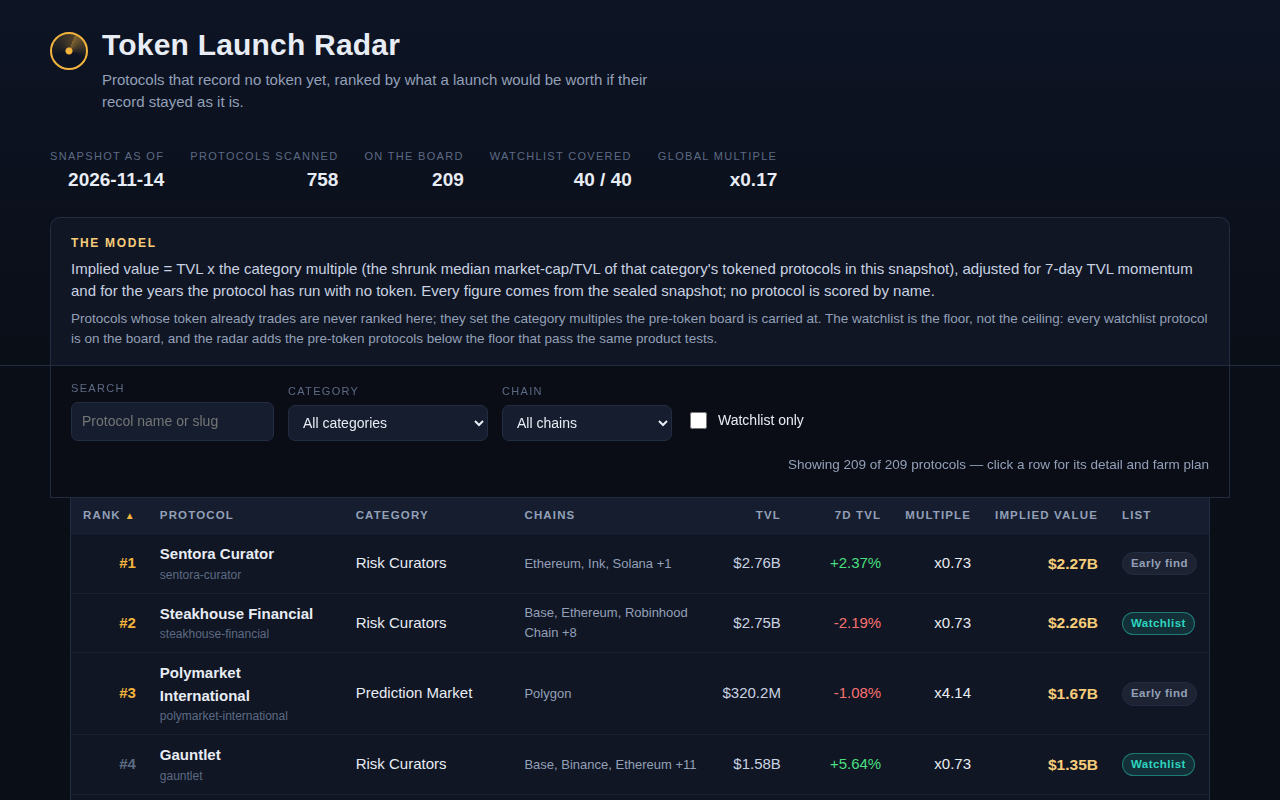 Token Launch Radar
Protocols that record no token yet, ranked by what a launch would be worth if their
record stayed as it is.
SNAPSHOT AS OF PROTOCOLS SCANNED ON THE BOARD WATCHLIST COVERED GLOBAL MULTIPLE
2026-11-14 758 209 40 / 40 x0.17
THE MODEL
Implied value = TVL x the category multiple (the shrunk median market-cap/TVL of that category's tokened protocols in this snapshot), adjusted for 7-day TVL momentum
and for the years the protocol has run with no token. Every figure comes from the sealed snapshot; no protocol is scored by name.
Protocols whose token already trades are never ranked here; they set the category multiples the pre-token board is carried at. The watchlist is the floor, not the ceiling: every watchlist protocol
is on the board, and the radar adds the pre-token protocols below the floor that pass the same product tests.
SEARCH CATEGORY CHAIN
Protocol name or slug All categories All chains Watchlist only
Showing 209 of 209 protocols — click a row for its detail and farm plan
RANK ▲ PROTOCOL CATEGORY CHAINS TVL 7D TVL MULTIPLE IMPLIED VALUE LIST
#1 Sentora Curator Risk Curators Ethereum, Ink, Solana +1 $2.76B +2.37% x0.73 $2.27B Early find
sentora-curator
#2 Steakhouse Financial Risk Curators Base, Ethereum, Robinhood $2.75B -2.19% x0.73 $2.26B Watchlist
steakhouse-financial Chain +8
#3 Polymarket Prediction Market Polygon $320.2M -1.08% x4.14 $1.67B Early find
International
polymarket-international
#4 Gauntlet Risk Curators Base, Binance, Ethereum +11 $1.58B +5.64% x0.73 $1.35B Watchlist
gauntlet